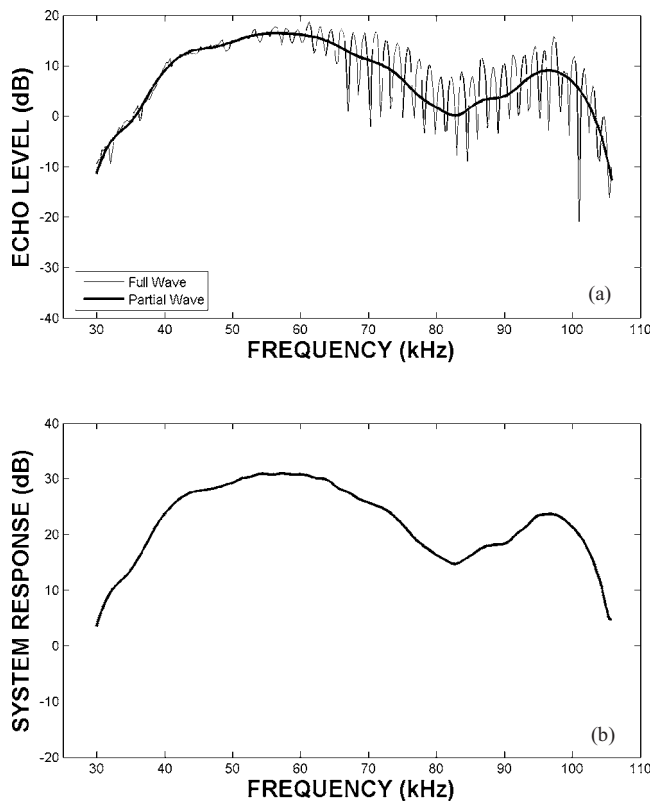 20
10
0
-10
-20
-30
-40
ECHO LEVEL (dB)
Full Wave
Partial Wave
(a)
30 40 50 60 70 80 90 100 110
FREQUENCY (kHz)
40
30
20
10
0
-10
-20
SYSTEM RESPONSE (dB)
(b)
30 40 50 60 70 80 90 100 110
FREQUENCY (kHz)